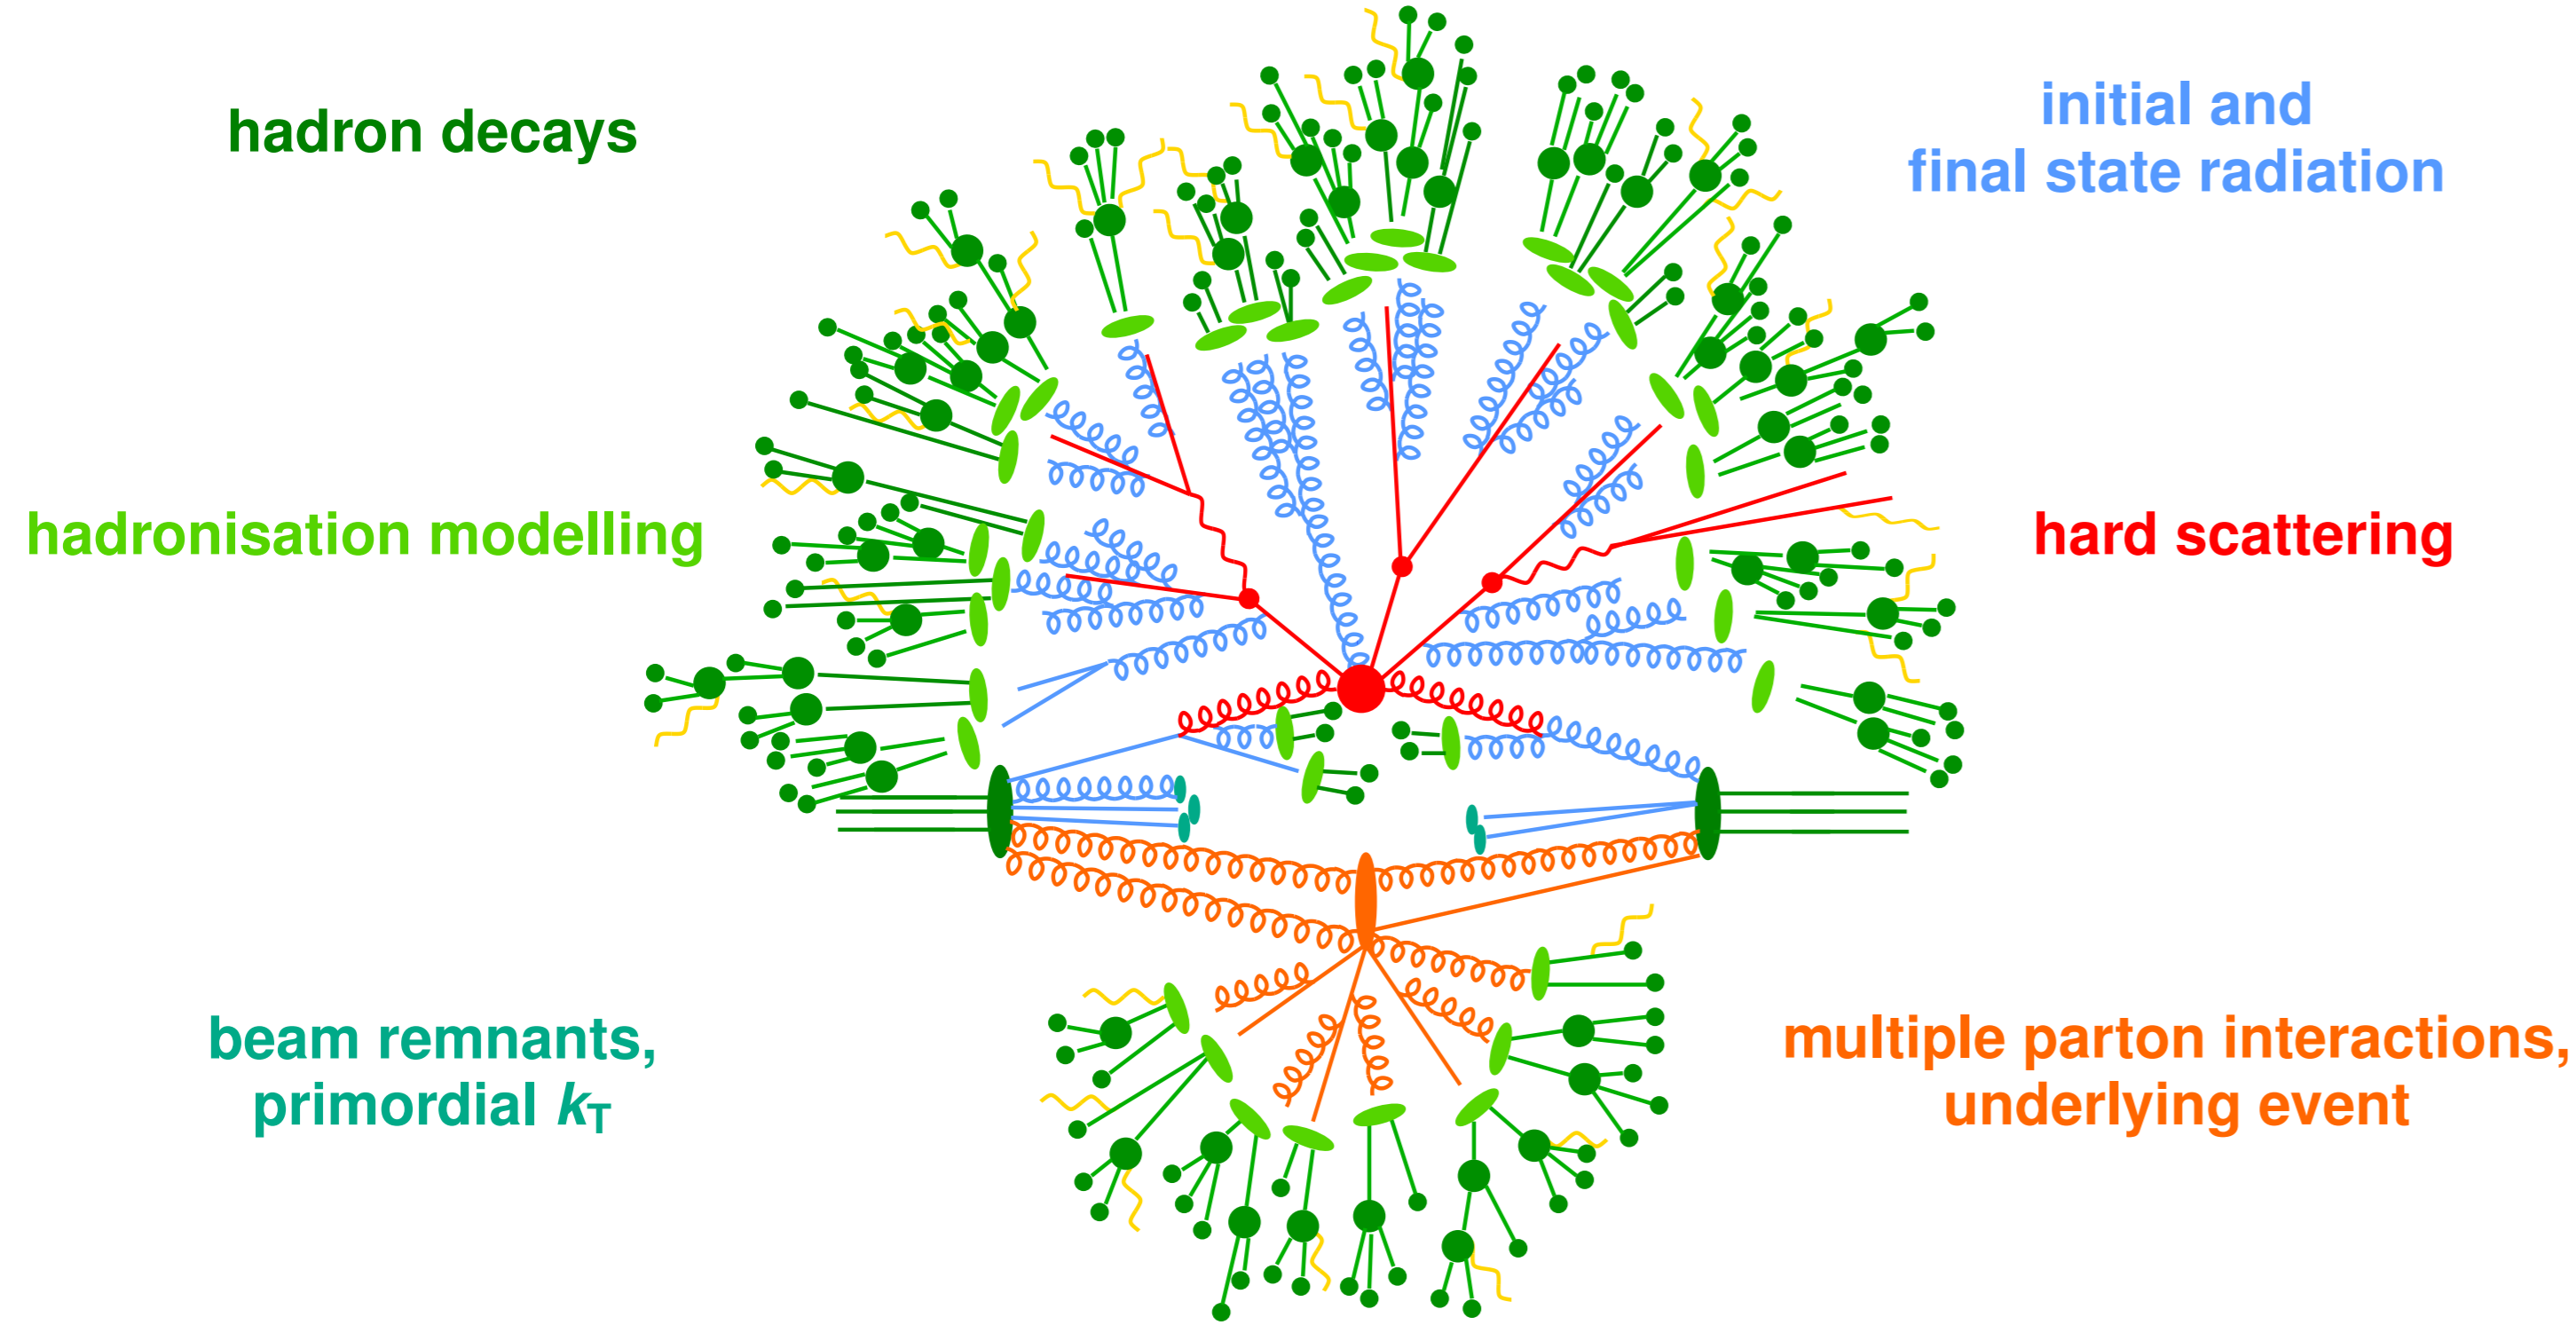 hadron decays
initial and
final state radiation
hadronisation modelling
hard scattering
beam remnants,
primordial kT
multiple parton interactions,
underlying event